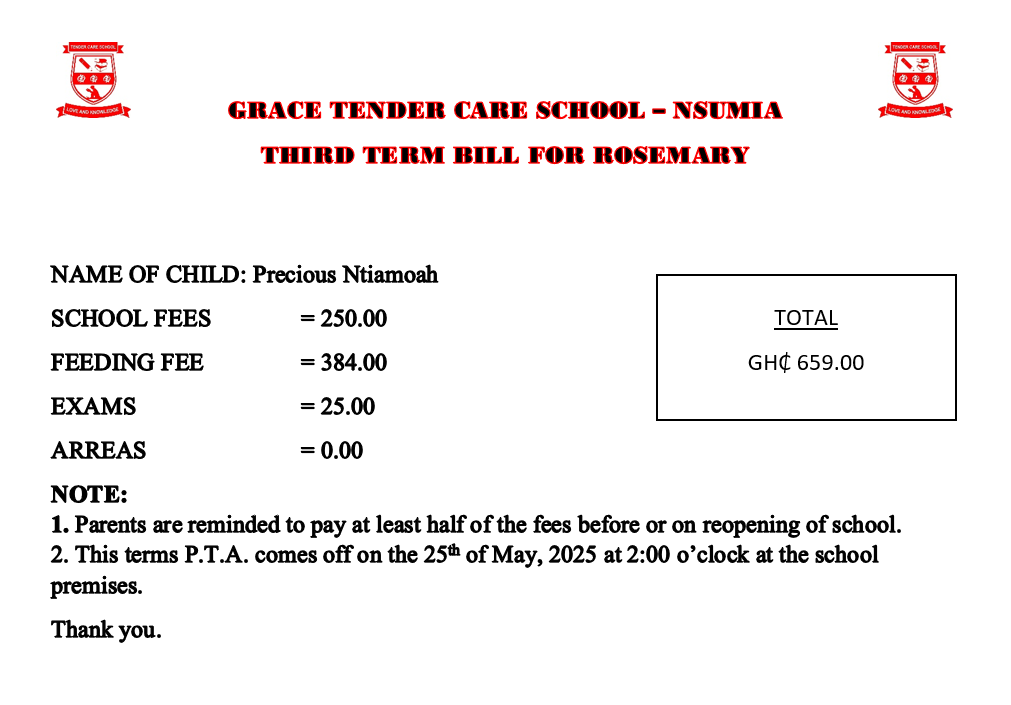 TENDER CARE SCHOOL
LOVE AND KNOWLEDGE
TENDER CARE SCHOOL
LOVE AND KNOWLEDGE
GRACE TENDER CARE SCHOOL – NSUMIA
THIRD TERM BILL FOR ROSEMARY
NAME OF CHILD: Precious Ntiamoah
SCHOOL FEES = 250.00
FEEDING FEE = 384.00
EXAMS = 25.00
ARREAS = 0.00
TOTAL
GH₵ 659.00
NOTE:
1. Parents are reminded to pay at least half of the fees before or on reopening of school.
2. This terms P.T.A. comes off on the 25th of May, 2025 at 2:00 o’clock at the school
premises.
Thank you.